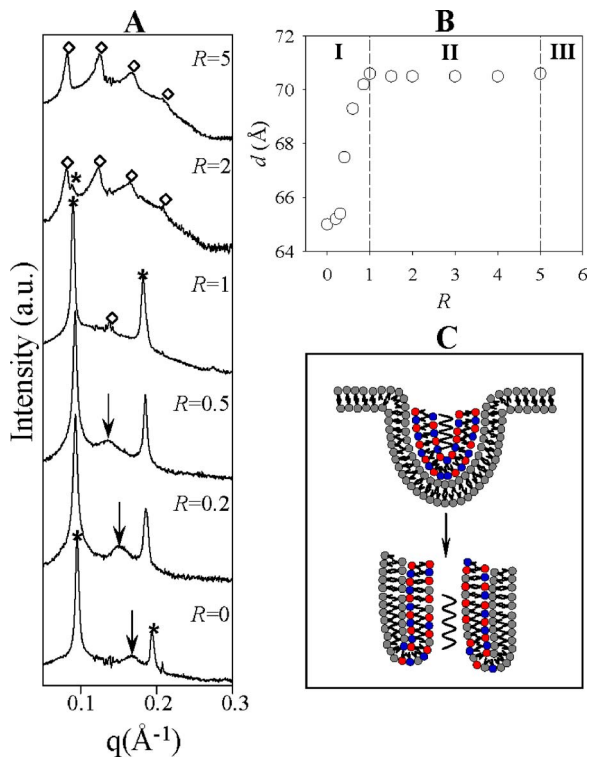 A
R=5
R=2
R=1
R=0.5
R=0.2
R=0
Intensity (a.u.)
0.1 0.2 0.3
q(Å⁻¹)
B
I II III
72
70
68
66
64
d (Å)
0 1 2 3 4 5 6
R
C